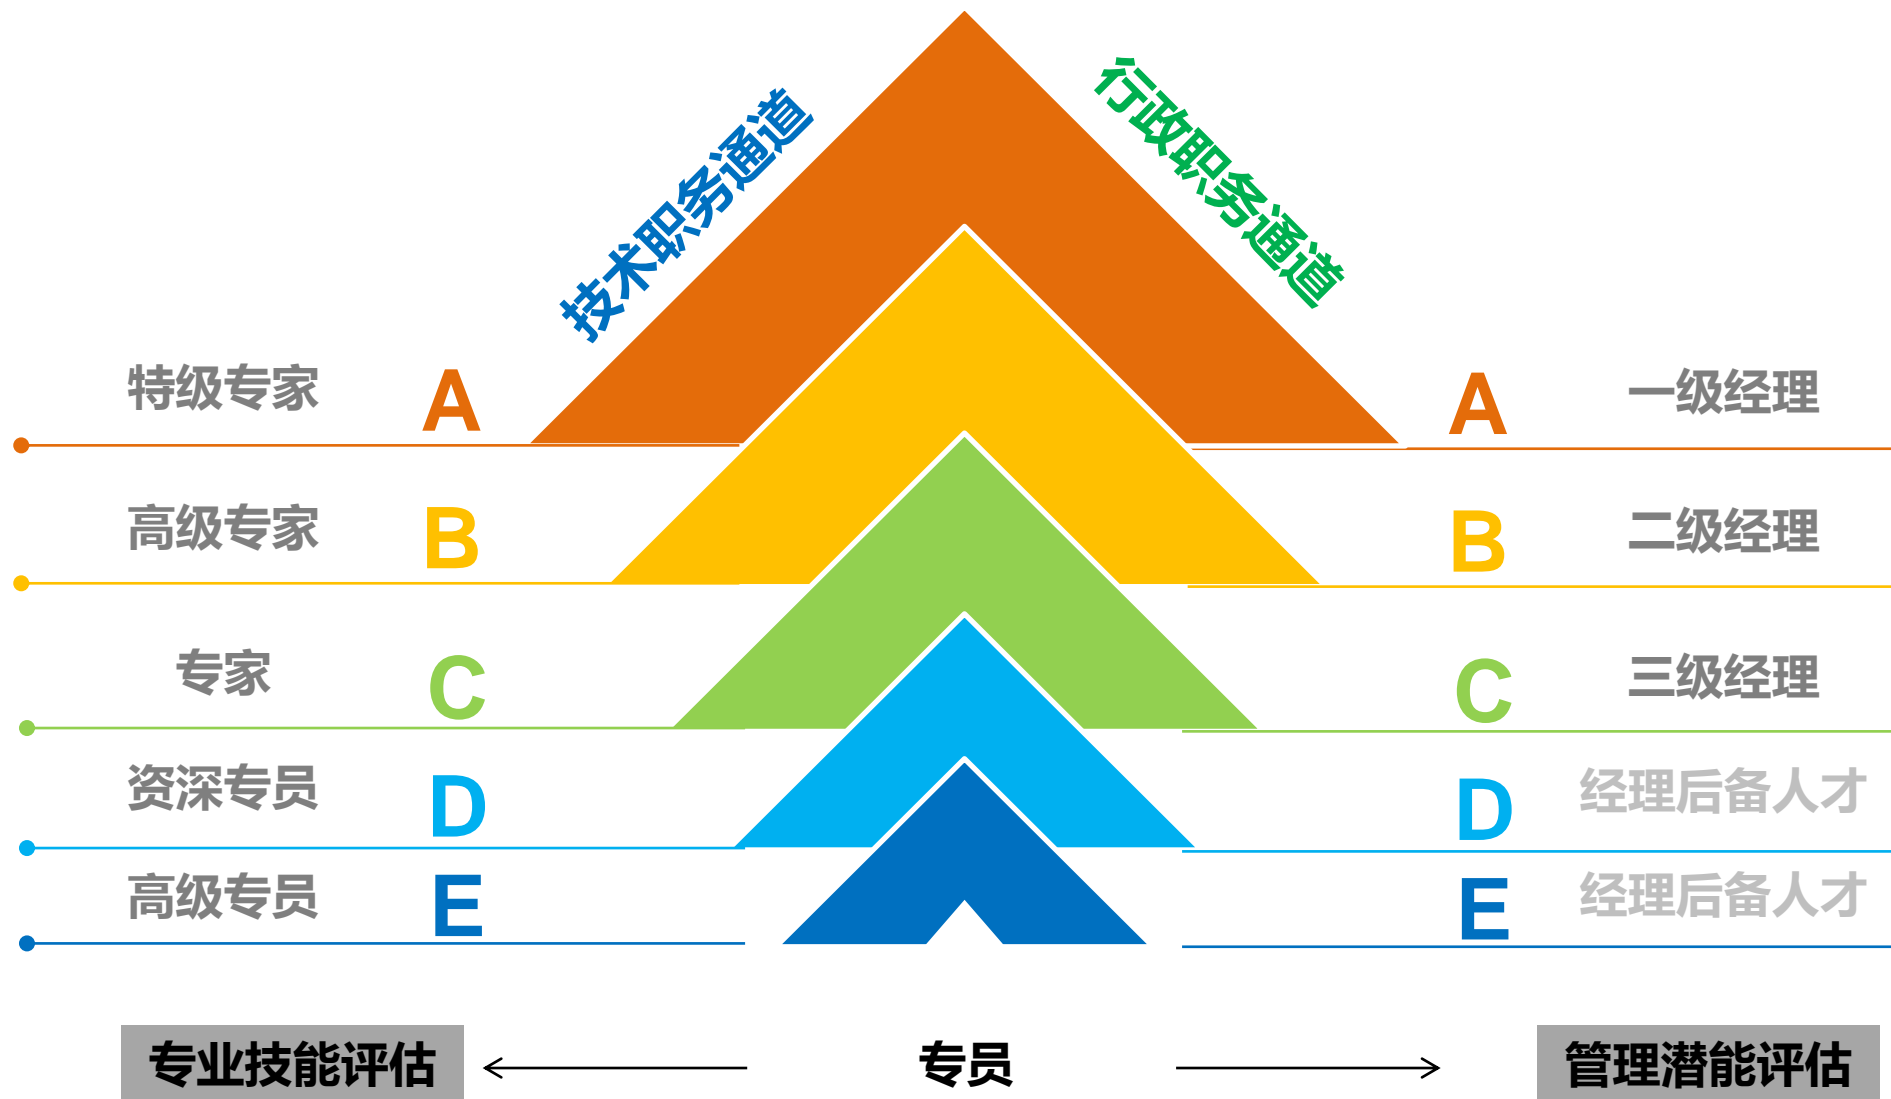 技术职务通道
行政职务通道
特级专家 A
A 一级经理
高级专家 B
B 二级经理
专家 C
C 三级经理
资深专员 D
D 经理后备人才
高级专员 E
E 经理后备人才
专业技能评估
专员
管理潜能评估